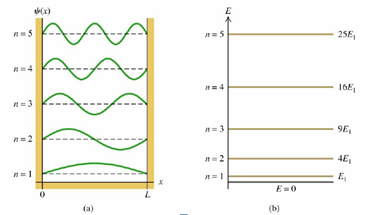 ψ(x)
n = 5
n = 4
n = 3
n = 2
n = 1
0
L
x
(a)
E
n = 5
25E₁
n = 4
16E₁
n = 3
9E₁
n = 2
4E₁
n = 1
E₁
E = 0
(b)